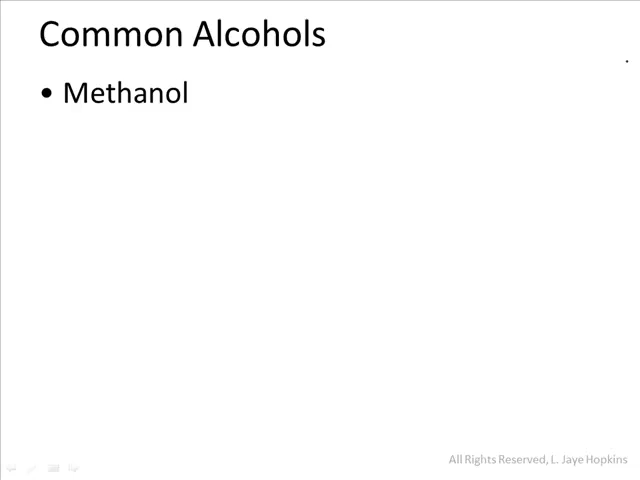 Common Alcohols
• Methanol
All Rights Reserved, L. Jaye Hopkins